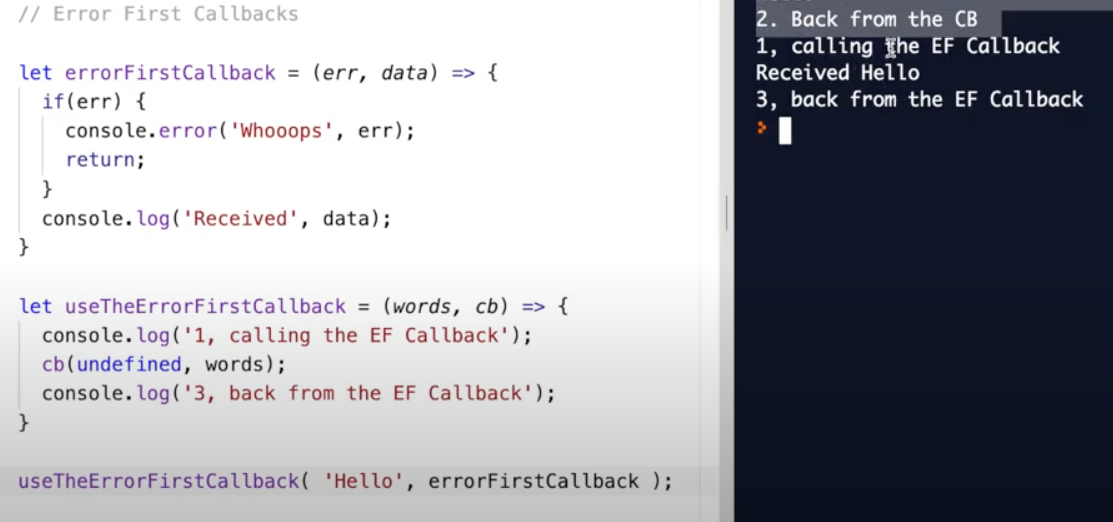 // Error First Callbacks
let errorFirstCallback = (err, data) => {
if(err) {
console.error('Whooops', err);
return;
}
console.log('Received', data);
}
let useTheErrorFirstCallback = (words, cb) => {
console.log('1, calling the EF Callback');
cb(undefined, words);
console.log('3, back from the EF Callback');
}
useTheErrorFirstCallback( 'Hello', errorFirstCallback );
2. Back from the CB
1, calling the EF Callback
Received Hello
3, back from the EF Callback
>